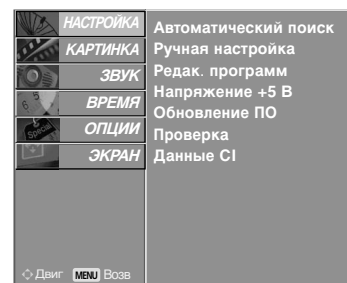 НАСТРОЙКА
КАРТИНКА
ЗВУК
ВРЕМЯ
ОПЦИИ
ЭКРАН
Автоматический поиск
Ручная настройка
Редак. программ
Напряжение +5 В
Обновление ПО
Проверка
Данные CI
Special
Двиг MENU Возв